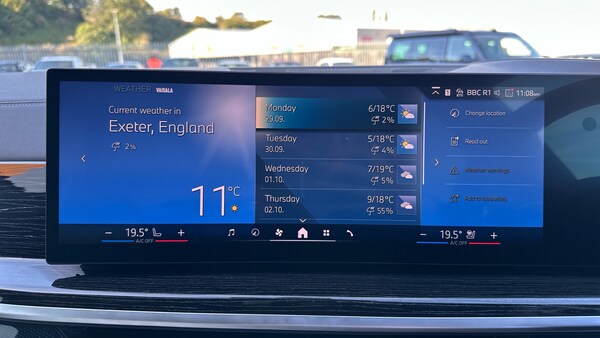 WEATHER VAISALA
BBC R1
11:08am
Current weather in
Exeter, England
2%
11°C
Monday
29.09.
6/18°C
2%
Tuesday
30.09.
5/18°C
4%
Wednesday
01.10.
7/19°C
5%
Thursday
02.10.
9/18°C
55%
Change location
Read out
Weather warnings
Add to favourites
− 19.5° +
A/C OFF
− 19.5° +
A/C OFF